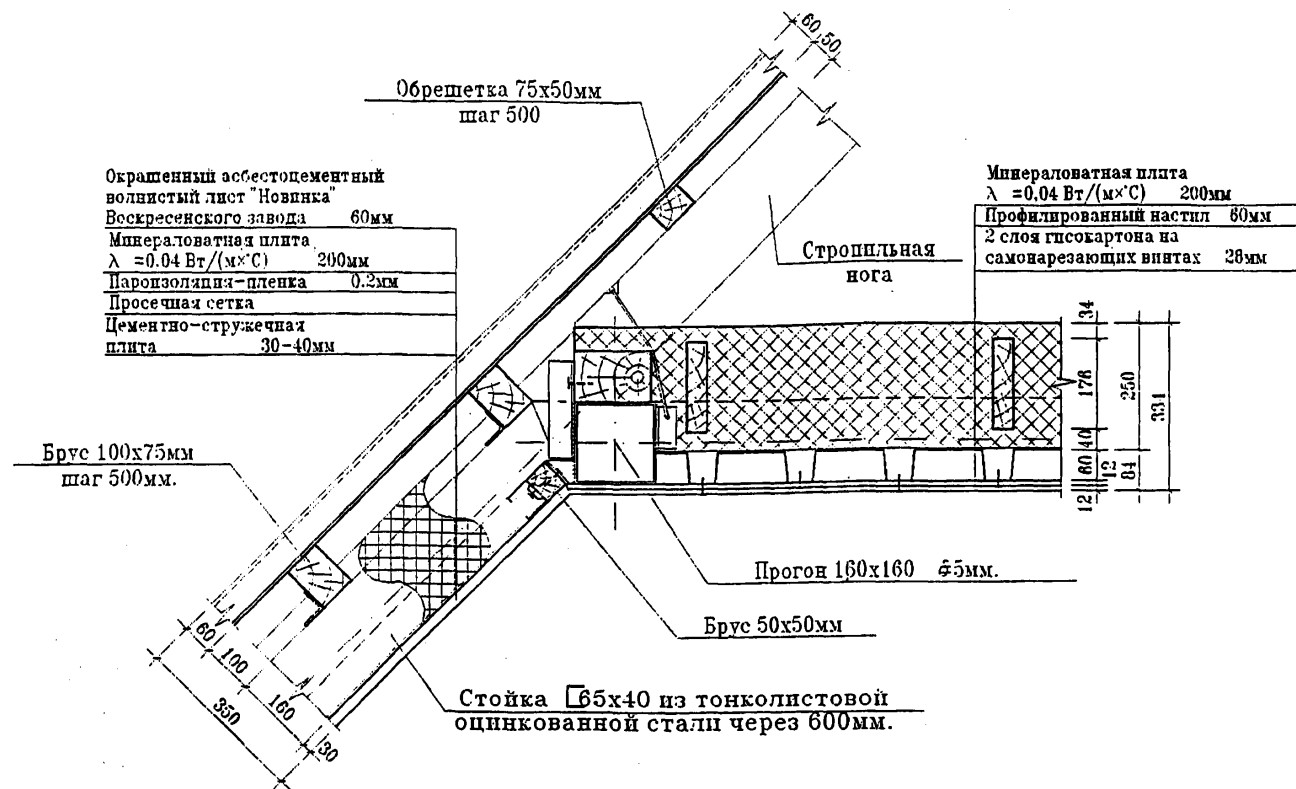 60
50
Обрешетка 75х50мм
шаг 500
Окрашенный асбестоцементный
волнистый лист "Новинка"
Воскресенского завода 60мм
Минераловатная плита
λ =0.04 Вт/(м×°С) 200мм
Пароизоляция-пленка 0.2мм
Просечная сетка
Цементно-стружечная
плита 30-40мм
Минераловатная плита
λ =0,04 Вт/(м×°С) 200мм
Профилированный настил 60мм
2 слоя гисокартона на
самонарезающих винтах 28мм
Стропильная
нога
34
176
250
334
40
60
12
84
12
Брус 100х75мм
шаг 500мм.
Прогон 160х160 5мм.
Брус 50х50мм
60
100
160
350
30
Стойка 65х40 из тонколистовой
оцинкованной стали через 600мм.